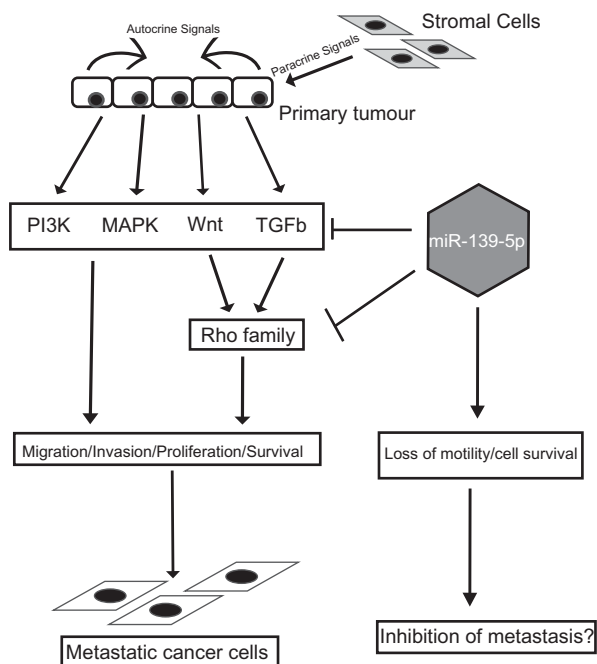 Autocrine Signals
Stromal Cells
Paracrine Signals
Primary tumour
PI3K MAPK Wnt TGFb
miR-139-5p
Rho family
Migration/Invasion/Proliferation/Survival
Loss of motility/cell survival
Metastatic cancer cells
Inhibition of metastasis?